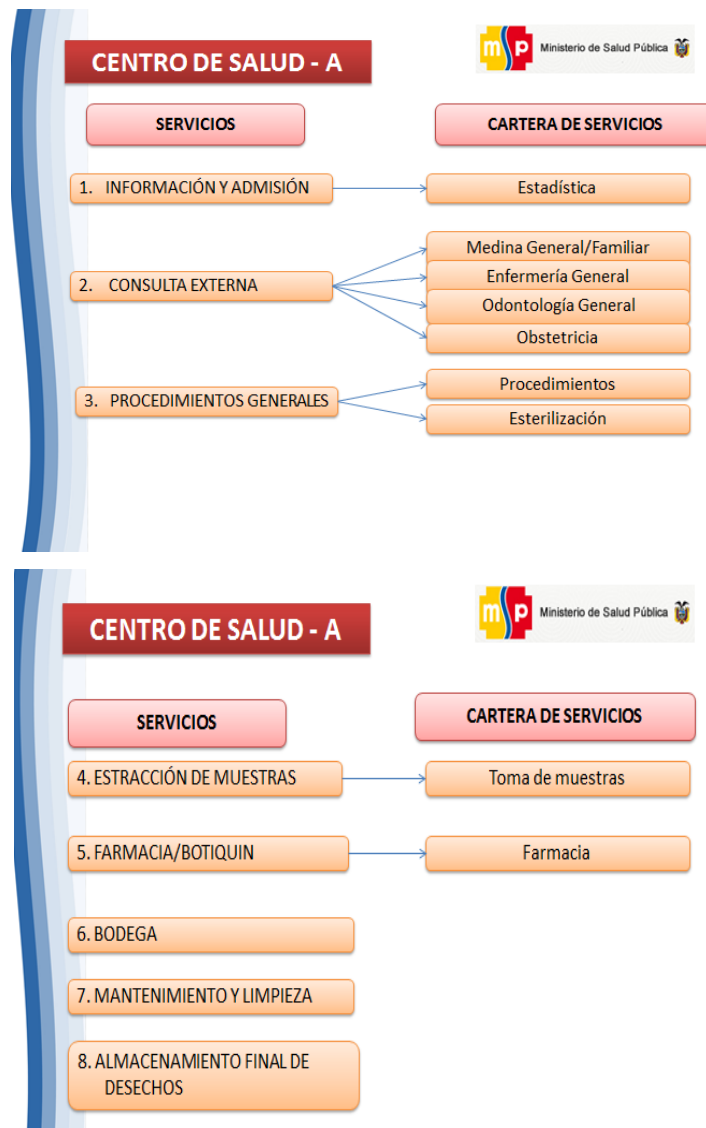 CENTRO DE SALUD - A
msp Ministerio de Salud Pública
SERVICIOS
CARTERA DE SERVICIOS
1. INFORMACIÓN Y ADMISIÓN
Estadística
2. CONSULTA EXTERNA
Medina General/Familiar
Enfermería General
Odontología General
Obstetricia
3. PROCEDIMIENTOS GENERALES
Procedimientos
Esterilización
CENTRO DE SALUD - A
msp Ministerio de Salud Pública
SERVICIOS
CARTERA DE SERVICIOS
4. ESTRACCIÓN DE MUESTRAS
Toma de muestras
5. FARMACIA/BOTIQUIN
Farmacia
6. BODEGA
7. MANTENIMIENTO Y LIMPIEZA
8. ALMACENAMIENTO FINAL DE
DESECHOS